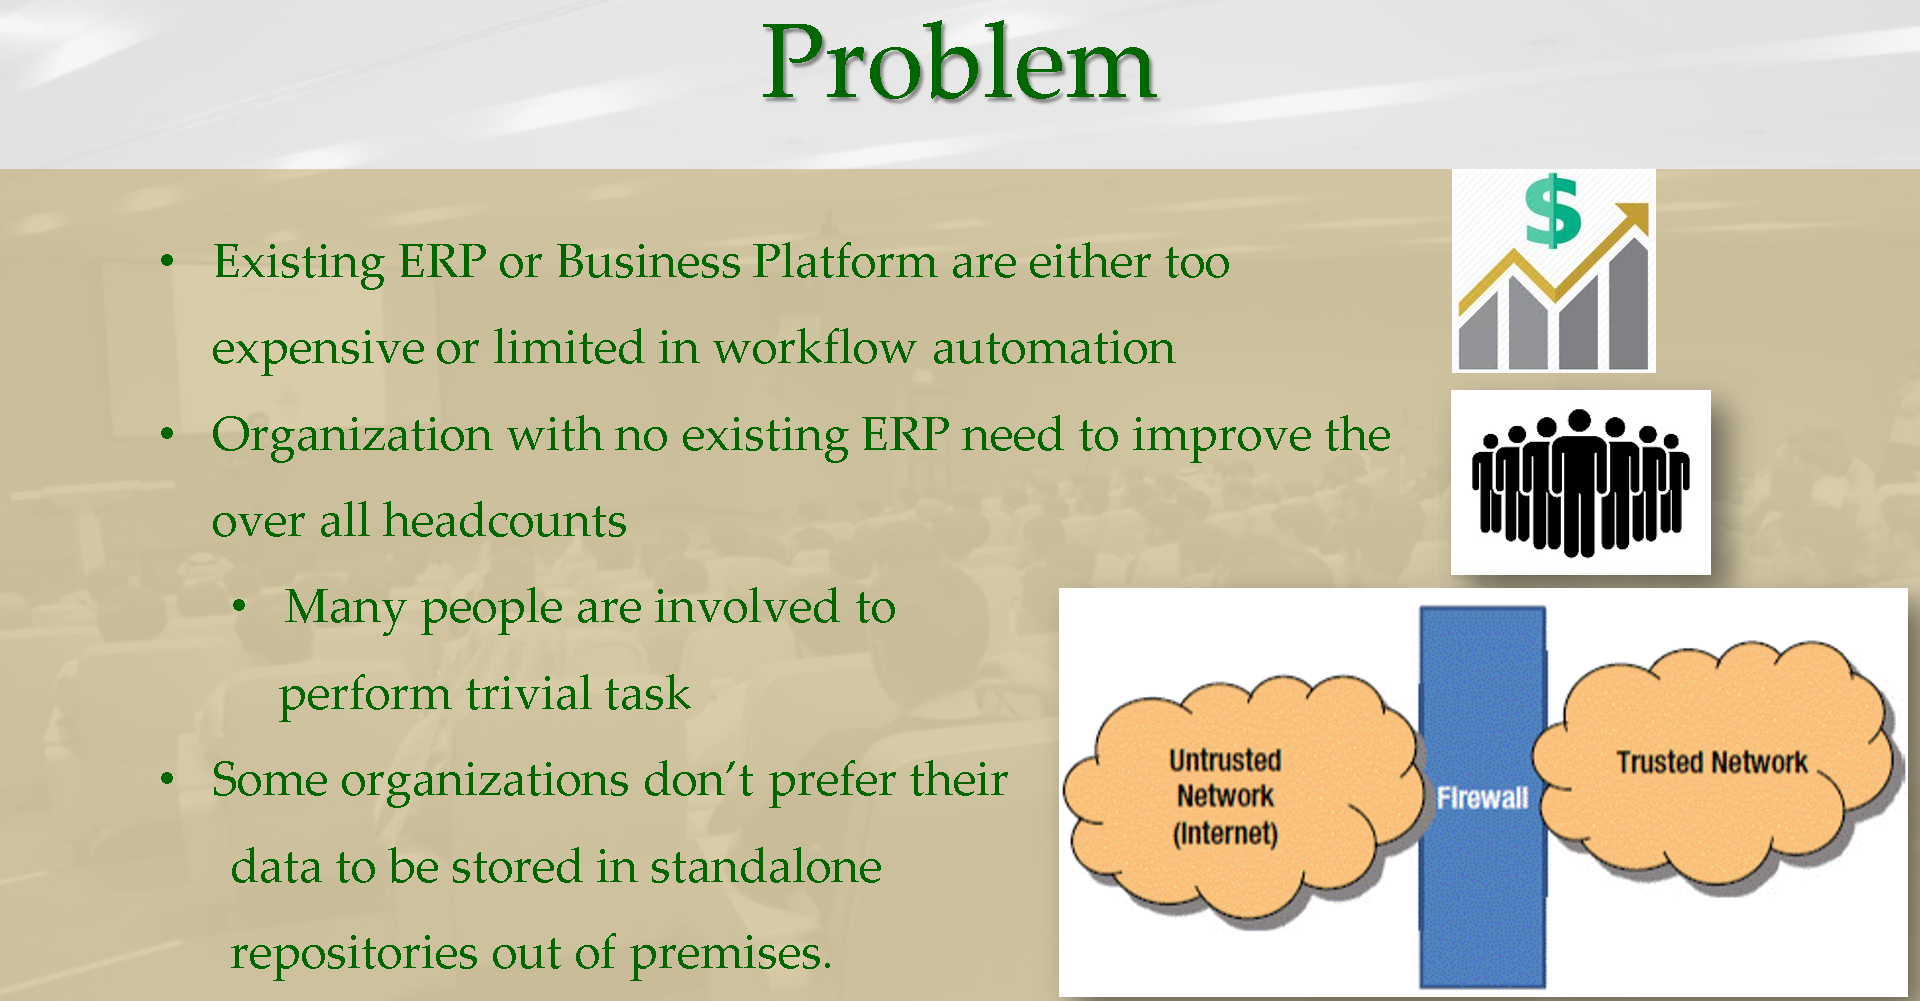 Problem
• Existing ERP or Business Platform are either too
expensive or limited in workflow automation
• Organization with no existing ERP need to improve the
over all headcounts
• Many people are involved to
perform trivial task
• Some organizations don’t prefer their
data to be stored in standalone
repositories out of premises.
$
Untrusted
Network
(Internet)
Firewall
Trusted Network